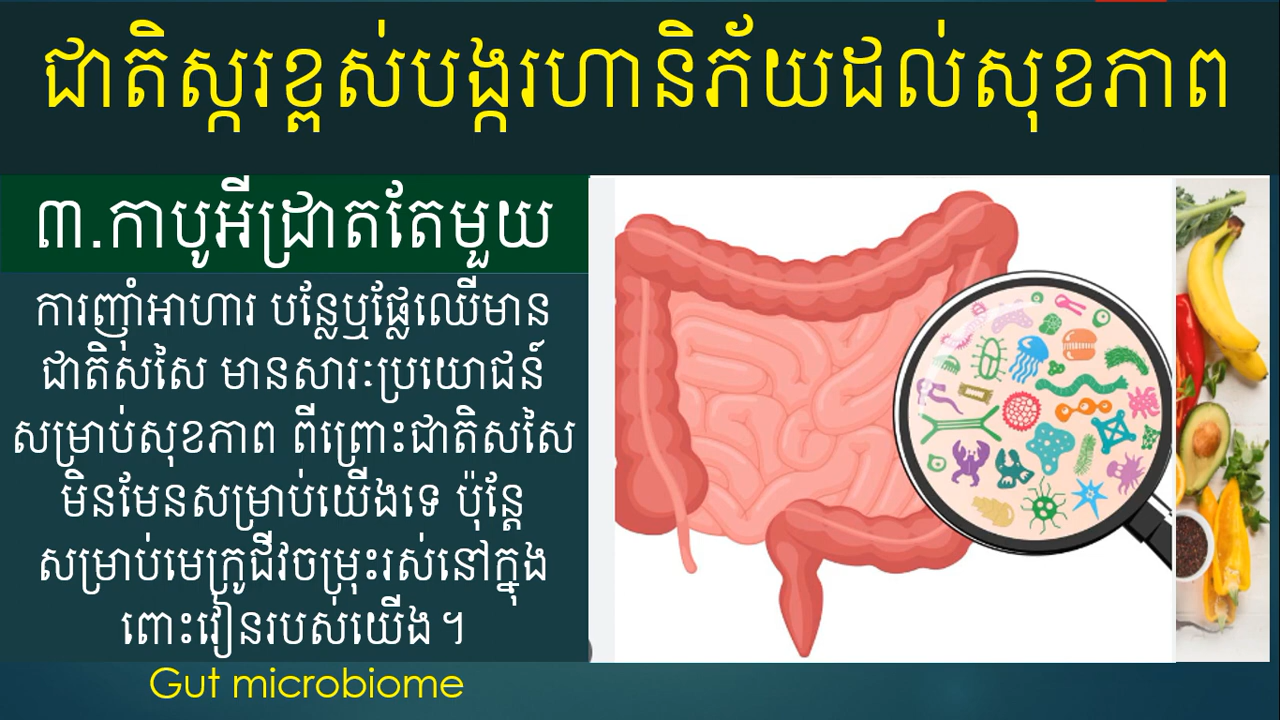 ជាតិស្ករខ្ពស់បង្ករហានិភ័យដល់សុខភាព
៣.កាបូអ៊ីដ្រាតតែមួយ
ការញ៉ាំអាហារ បន្លែឬផ្លែឈើមាន
ជាតិសសៃ មានសារៈប្រយោជន៍
សម្រាប់សុខភាព ពីព្រោះជាតិសសៃ
មិនមែនសម្រាប់យើងទេ ប៉ុន្តែ
សម្រាប់មេក្រូជីវចម្រុះរស់នៅក្នុង
ពោះវៀនរបស់យើង។
Gut microbiome